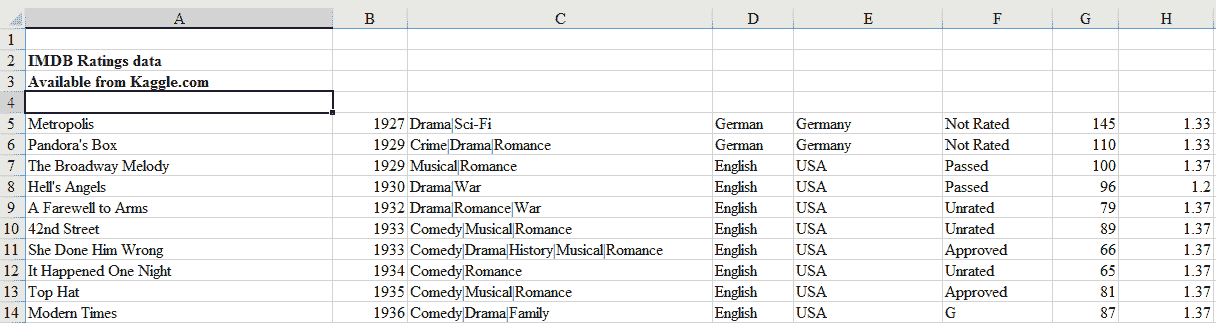 A B C D E F G H
1
2 IMDB Ratings data
3 Available from Kaggle.com
4
5 Metropolis 1927 Drama|Sci-Fi German Germany Not Rated 145 1.33
6 Pandora's Box 1929 Crime|Drama|Romance German Germany Not Rated 110 1.33
7 The Broadway Melody 1929 Musical|Romance English USA Passed 100 1.37
8 Hell's Angels 1930 Drama|War English USA Passed 96 1.2
9 A Farewell to Arms 1932 Drama|Romance|War English USA Unrated 79 1.37
10 42nd Street 1933 Comedy|Musical|Romance English USA Unrated 89 1.37
11 She Done Him Wrong 1933 Comedy|Drama|History|Musical|Romance English USA Approved 66 1.37
12 It Happened One Night 1934 Comedy|Romance English USA Unrated 65 1.37
13 Top Hat 1935 Comedy|Musical|Romance English USA Approved 81 1.37
14 Modern Times 1936 Comedy|Drama|Family English USA G 87 1.37